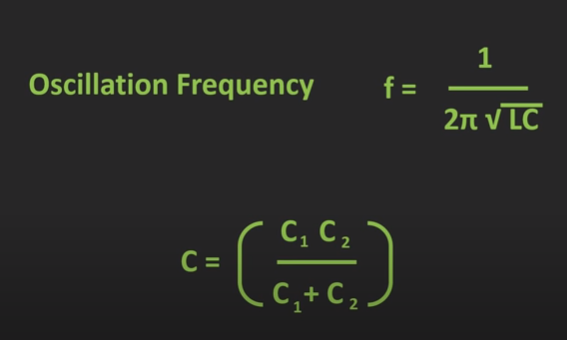 Oscillation Frequency f = 1 / 2π √LC
C = ( C₁ C₂ / C₁+ C₂ )